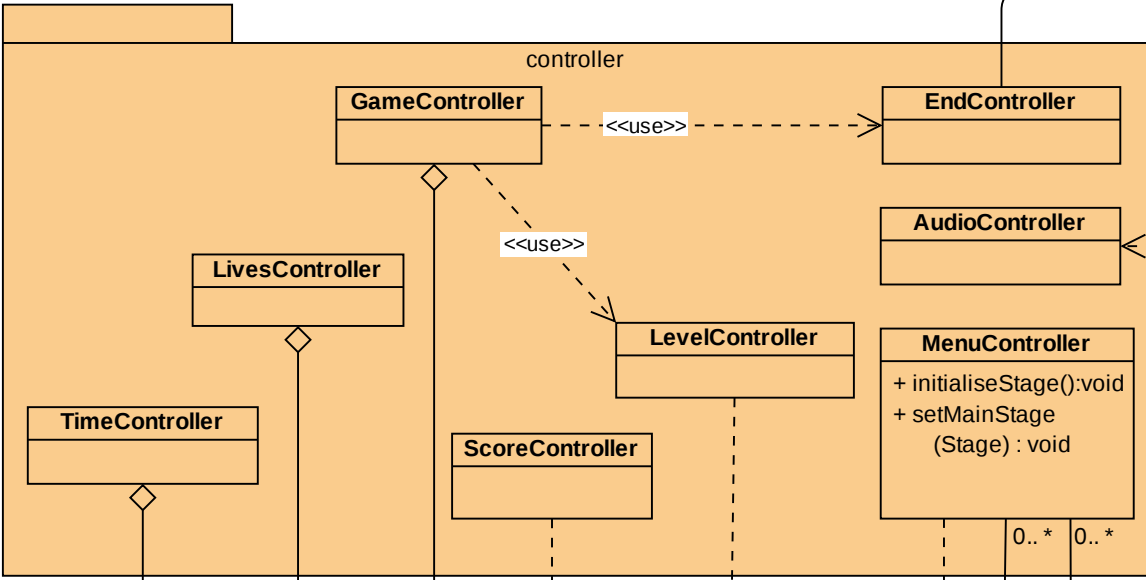 controller
GameController
<<use>>
EndController
AudioController
<<use>>
LivesController
LevelController
MenuController
+ initialiseStage():void
+ setMainStage
(Stage) : void
TimeController
ScoreController
0.. *
0.. *